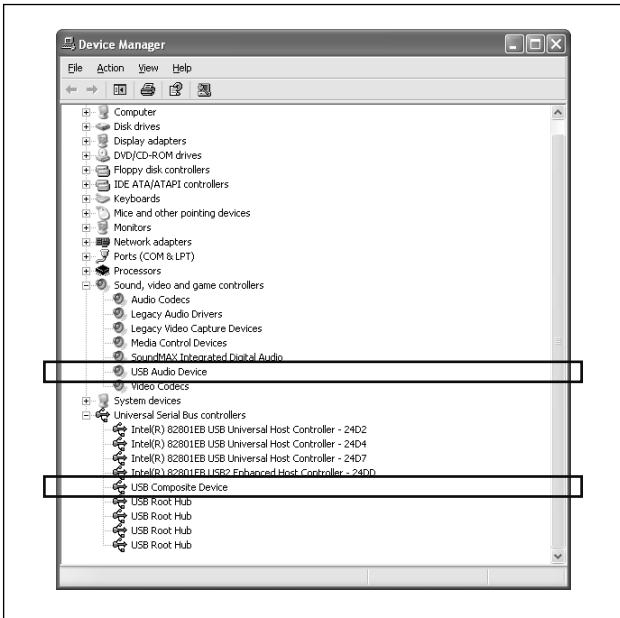 Device Manager
File Action View Help
Computer
Disk drives
Display adapters
DVD/CD-ROM drives
Floppy disk controllers
IDE ATA/ATAPI controllers
Keyboards
Mice and other pointing devices
Monitors
Network adapters
Ports (COM & LPT)
Processors
Sound, video and game controllers
Audio Codecs
Legacy Audio Drivers
Legacy Video Capture Devices
Media Control Devices
SoundMAX Integrated Digital Audio
USB Audio Device
Video Codecs
System devices
Universal Serial Bus controllers
Intel(R) 82801EB USB Universal Host Controller - 24D2
Intel(R) 82801EB USB Universal Host Controller - 24D4
Intel(R) 82801EB USB Universal Host Controller - 24D7
Intel(R) 82801EB USB2 Enhanced Host Controller - 24DD
USB Composite Device
USB Root Hub
USB Root Hub
USB Root Hub
USB Root Hub